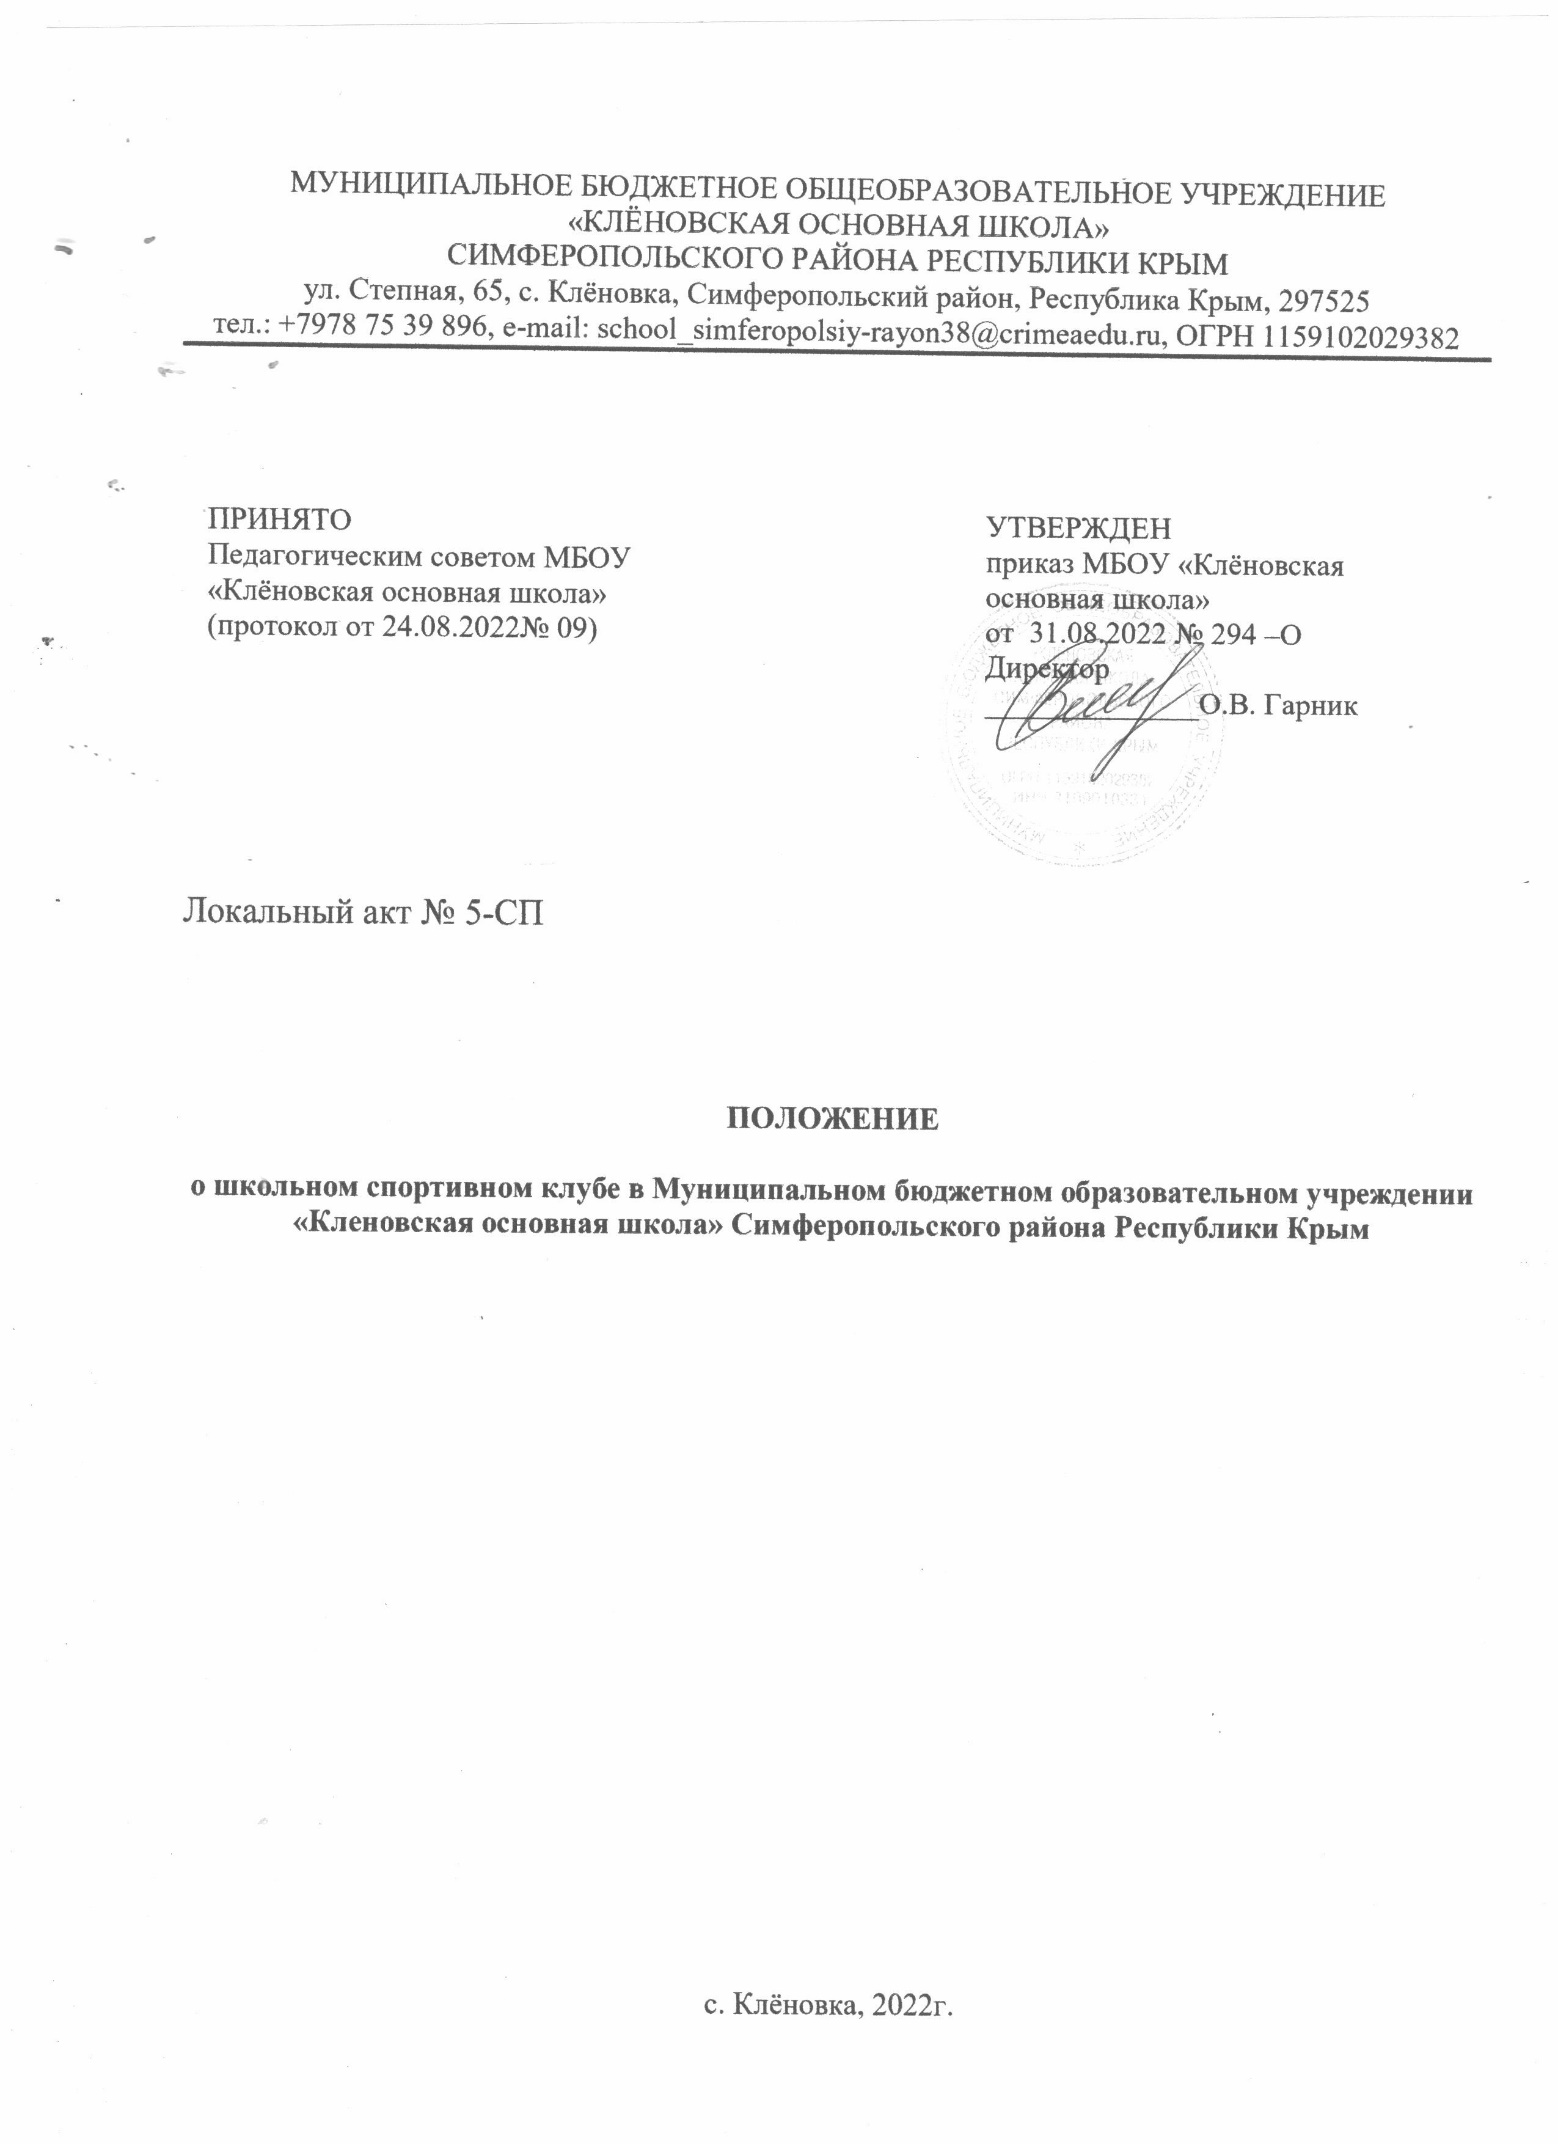 МУНИЦИПАЛЬНОЕ БЮДЖЕТНОЕ ОБЩЕОБРАЗОВАТЕЛЬНОЕ УЧРЕЖДЕНИЕ
«КЛЁНОВСКАЯ ОСНОВНАЯ ШКОЛА»
СИМФЕРОПОЛЬСКОГО РАЙОНА РЕСПУБЛИКИ КРЫМ
ул. Степная, 65, с. Клёновка, Симферопольский район, Республика Крым, 297525
тел.: +7978 75 39 896, e-mail: school_simferopolsiy-rayon38@crimeaedu.ru, ОГРН 1159102029382
ПРИНЯТО
Педагогическим советом МБОУ
«Клёновская основная школа»
(протокол от 24.08.2022№ 09)
УТВЕРЖДЕН
приказ МБОУ «Клёновская
основная школа»
от 31.08.2022 № 294 –О
Директор
______________О.В. Гарник
МУНИЦИПАЛЬНОЕ УЧРЕЖДЕНИЕ
Локальный акт № 5-СП
ПОЛОЖЕНИЕ
о школьном спортивном клубе в Муниципальном бюджетном образовательном учреждении
«Кленовская основная школа» Симферопольского района Республики Крым
с. Клёновка, 2022г.